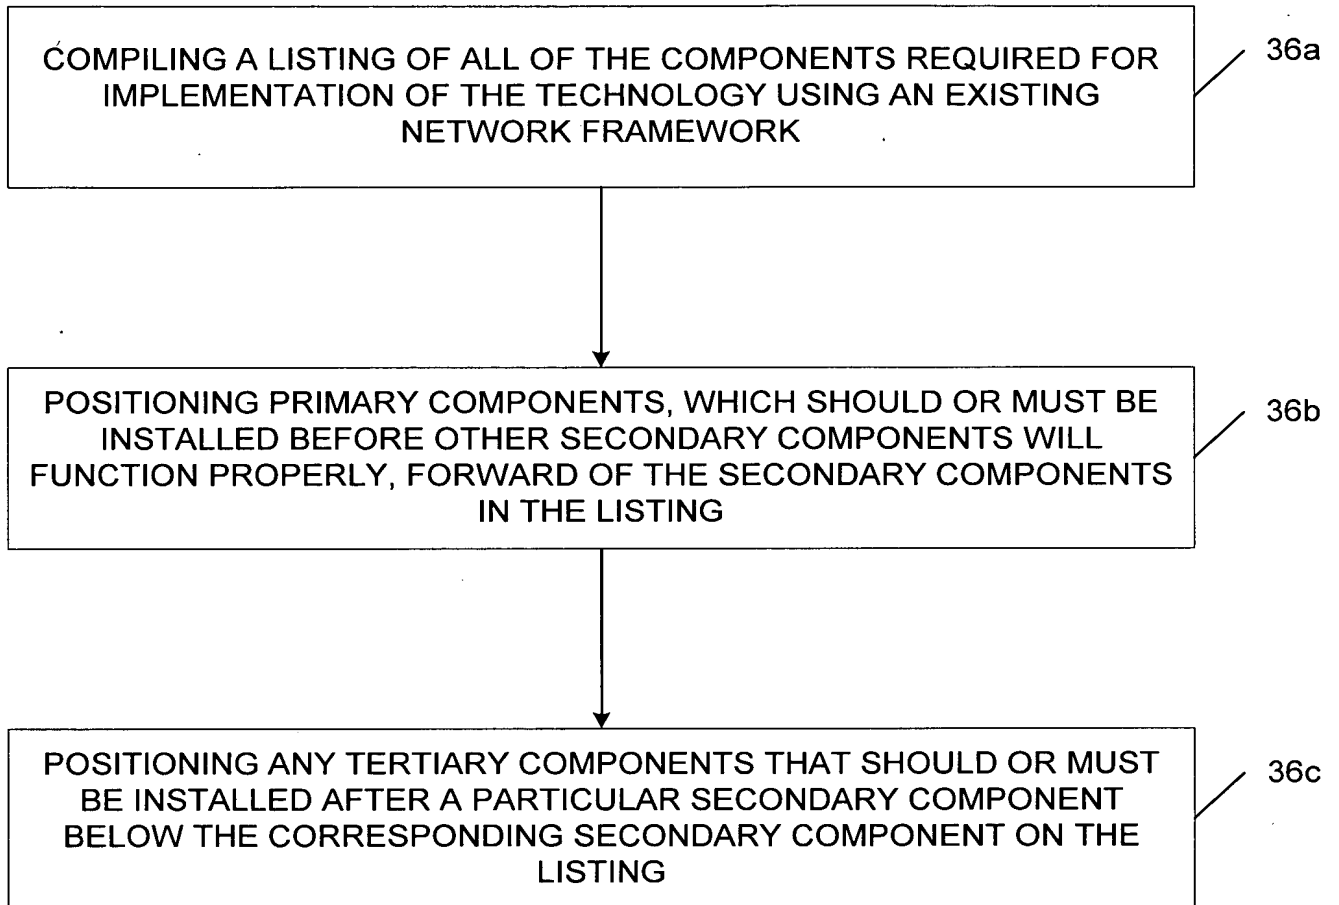 COMPILING A LISTING OF ALL OF THE COMPONENTS REQUIRED FOR
IMPLEMENTATION OF THE TECHNOLOGY USING AN EXISTING
NETWORK FRAMEWORK
36a
POSITIONING PRIMARY COMPONENTS, WHICH SHOULD OR MUST BE
INSTALLED BEFORE OTHER SECONDARY COMPONENTS WILL
FUNCTION PROPERLY, FORWARD OF THE SECONDARY COMPONENTS
IN THE LISTING
36b
POSITIONING ANY TERTIARY COMPONENTS THAT SHOULD OR MUST
BE INSTALLED AFTER A PARTICULAR SECONDARY COMPONENT
BELOW THE CORRESPONDING SECONDARY COMPONENT ON THE
LISTING
36c